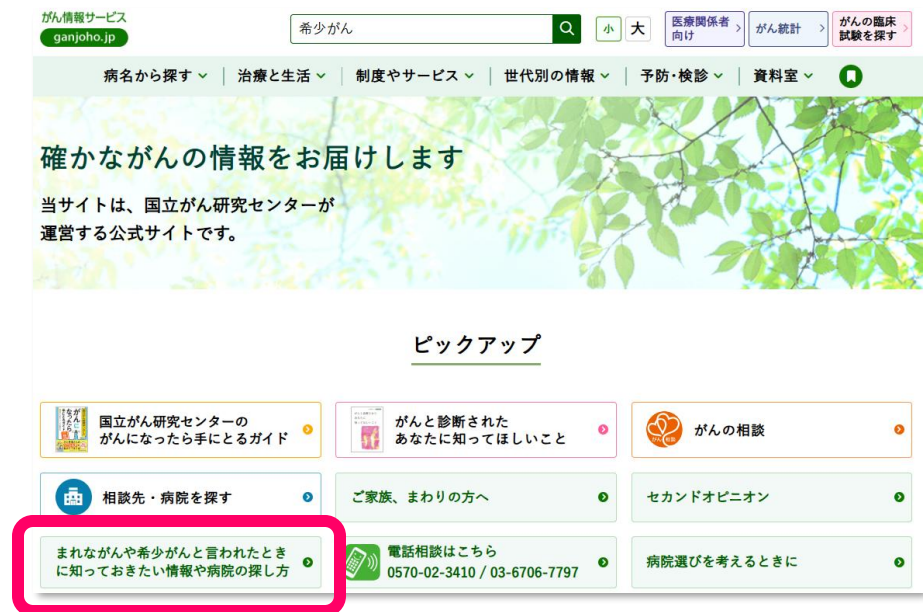 がん情報サービス
ganjoho.jp
希少がん
小 大
医療関係者
向け
がん統計
がんの臨床
試験を探す
病名から探す 治療と生活 制度やサービス 世代別の情報 予防・検診 資料室
確かながんの情報をお届けします
当サイトは、国立がん研究センターが
運営する公式サイトです。
ピックアップ
国立がん研究センターの
がんになったら手にとるガイド
がんと診断された
あなたに知ってほしいこと
がんの相談
相談先・病院を探す
ご家族、まわりの方へ
セカンドオピニオン
まれながんや希少がんと言われたとき
に知っておきたい情報や病院の探し方
電話相談はこちら
0570-02-3410 / 03-6706-7797
病院選びを考えるときに